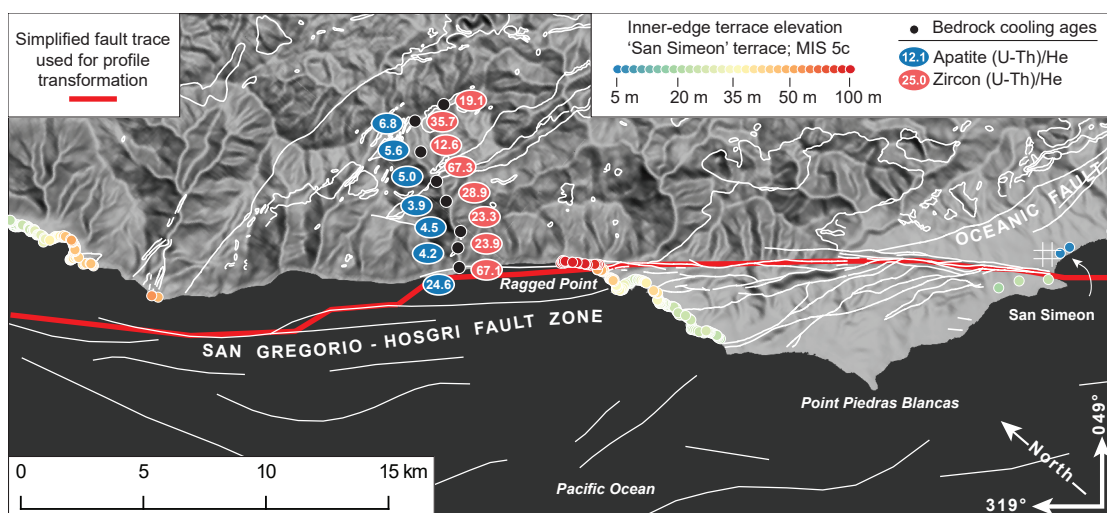 Simplified fault trace
used for profile
transformation
Inner-edge terrace elevation
‘San Simeon’ terrace; MIS 5c
5 m 20 m 35 m 50 m 100 m
Bedrock cooling ages
12.1 Apatite (U-Th)/He
25.0 Zircon (U-Th)/He
19.1
6.8 35.7
5.6 12.6
67.3
5.0
28.9
3.9
23.3
4.5
23.9
4.2
67.1
24.6
Ragged Point
OCEANIC FAULT
San Simeon
SAN GREGORIO - HOSGRI FAULT ZONE
Point Piedras Blancas
Pacific Ocean
0 5 10 15 km
North
049°
319°